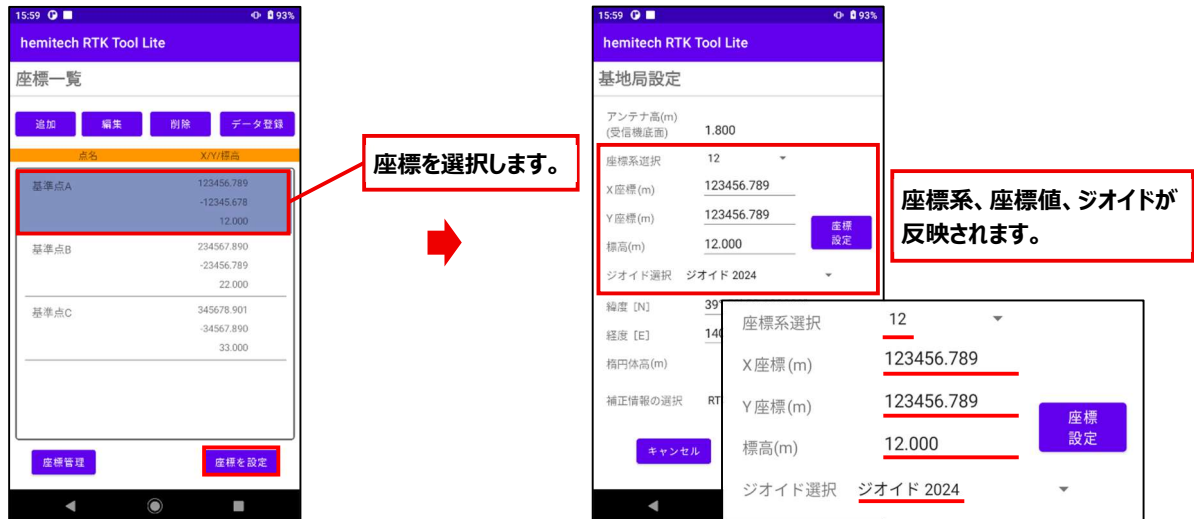 15:59 93%
hemitech RTK Tool Lite
座標一覧
追加 編集 削除 データ登録
点名 X/Y/標高
基準点A 123456.789
-12345.678
12.000
基準点B 234567.890
-23456.789
22.000
基準点C 345678.901
-34567.890
33.000
座標管理 座標を設定
座標を選択します。
15:59 93%
hemitech RTK Tool Lite
基地局設定
アンテナ高(m)
(受信機底面) 1.800
座標系選択 12
X座標(m) 123456.789
Y座標(m) 123456.789
標高(m) 12.000
座標
設定
ジオイド選択 ジオイド 2024
緯度 [N]
経度 [E] 140
楕円体高(m)
補正情報の選択
キャンセル
座標系、座標値、ジオイドが
反映されます。
座標系選択 12
X座標(m) 123456.789
Y座標(m) 123456.789
標高(m) 12.000
座標
設定
ジオイド選択 ジオイド 2024